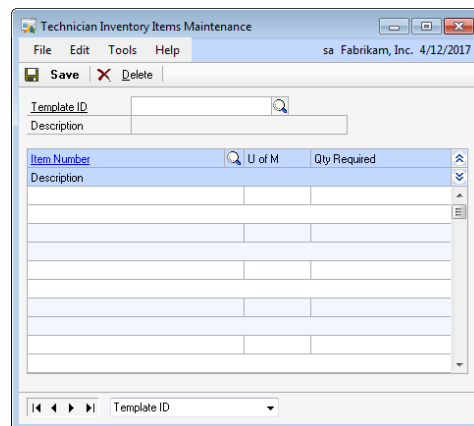 Technician Inventory Items Maintenance
File Edit Tools Help sa Fabrikam, Inc. 4/12/2017
Save Delete
Template ID
Description
Item Number U of M Qty Required
Description
Template ID